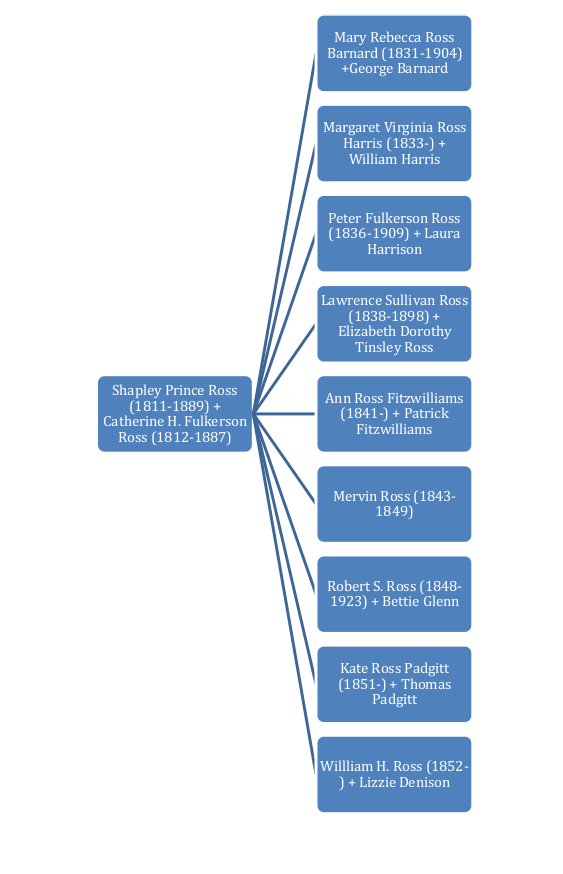 Mary Rebecca Ross
Barnard (1831-1904)
+George Barnard
Margaret Virginia Ross
Harris (1833-) +
William Harris
Peter Fulkerson Ross
(1836-1909) + Laura
Harrison
Lawrence Sullivan Ross
(1838-1898) +
Elizabeth Dorothy
Tinsley Ross
Shapley Prince Ross
(1811-1889) +
Catherine H. Fulkerson
Ross (1812-1887)
Ann Ross Fitzwilliams
(1841-) + Patrick
Fitzwilliams
Mervin Ross (1843-
1849)
Robert S. Ross (1848-
1923) + Bettie Glenn
Kate Ross Padgitt
(1851-) + Thomas
Padgitt
Willliam H. Ross (1852-
) + Lizzie Denison